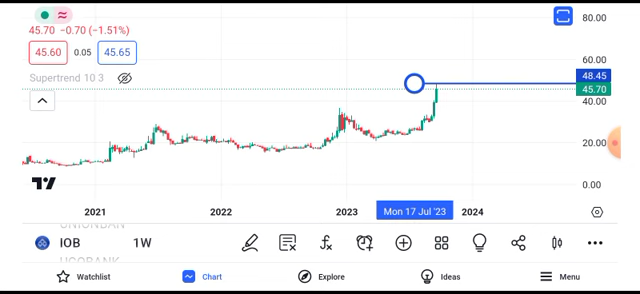 80.00
45.70 −0.70 (−1.51%)
45.60 0.05 45.65
60.00
Supertrend 10 3
48.45
45.70
40.00
20.00
0.00
2021 2022 2023 Mon 17 Jul '23 2024
UNIONBANK
IOB 1W
UCOBANK
Watchlist Chart Explore Ideas Menu